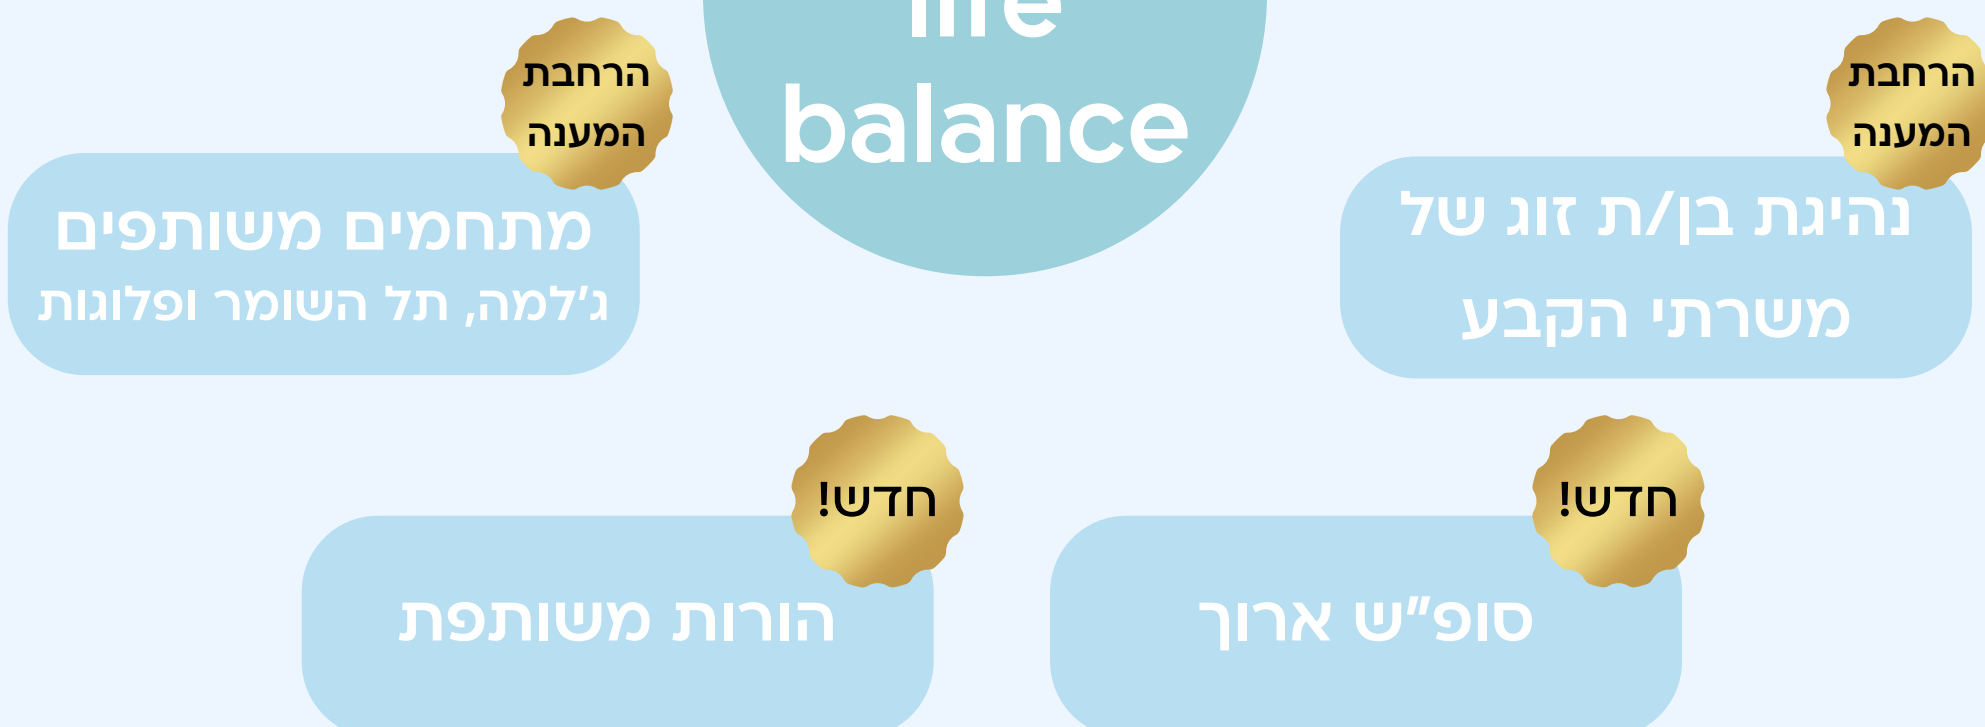 life
balance
הרחבת
המענה
נהיגת בן/ת זוג של
משרתי הקבע
הרחבת
המענה
מתחמים משותפים
ג'למה, תל השומר ופלוגות
חדש!
סופ"ש ארוך
חדש!
הורות משותפת